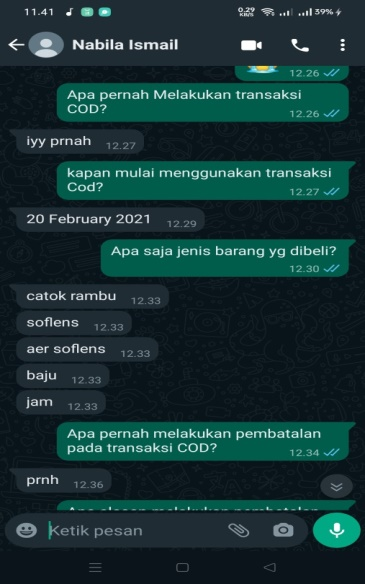 11.41 0.29 KB/S 39%
Nabila Ismail
12.26
Apa pernah Melakukan transaksi
COD? 12.26
iyy prnah 12.27
kapan mulai menggunakan transaksi
Cod? 12.27
20 February 2021 12.29
Apa saja jenis barang yg dibeli?
12.30
catok rambu 12.33
soflens 12.33
aer soflens 12.33
baju 12.33
jam 12.33
Apa pernah melakukan pembatalan
pada transaksi COD? 12.34
prnh 12.36
Ketik pesan